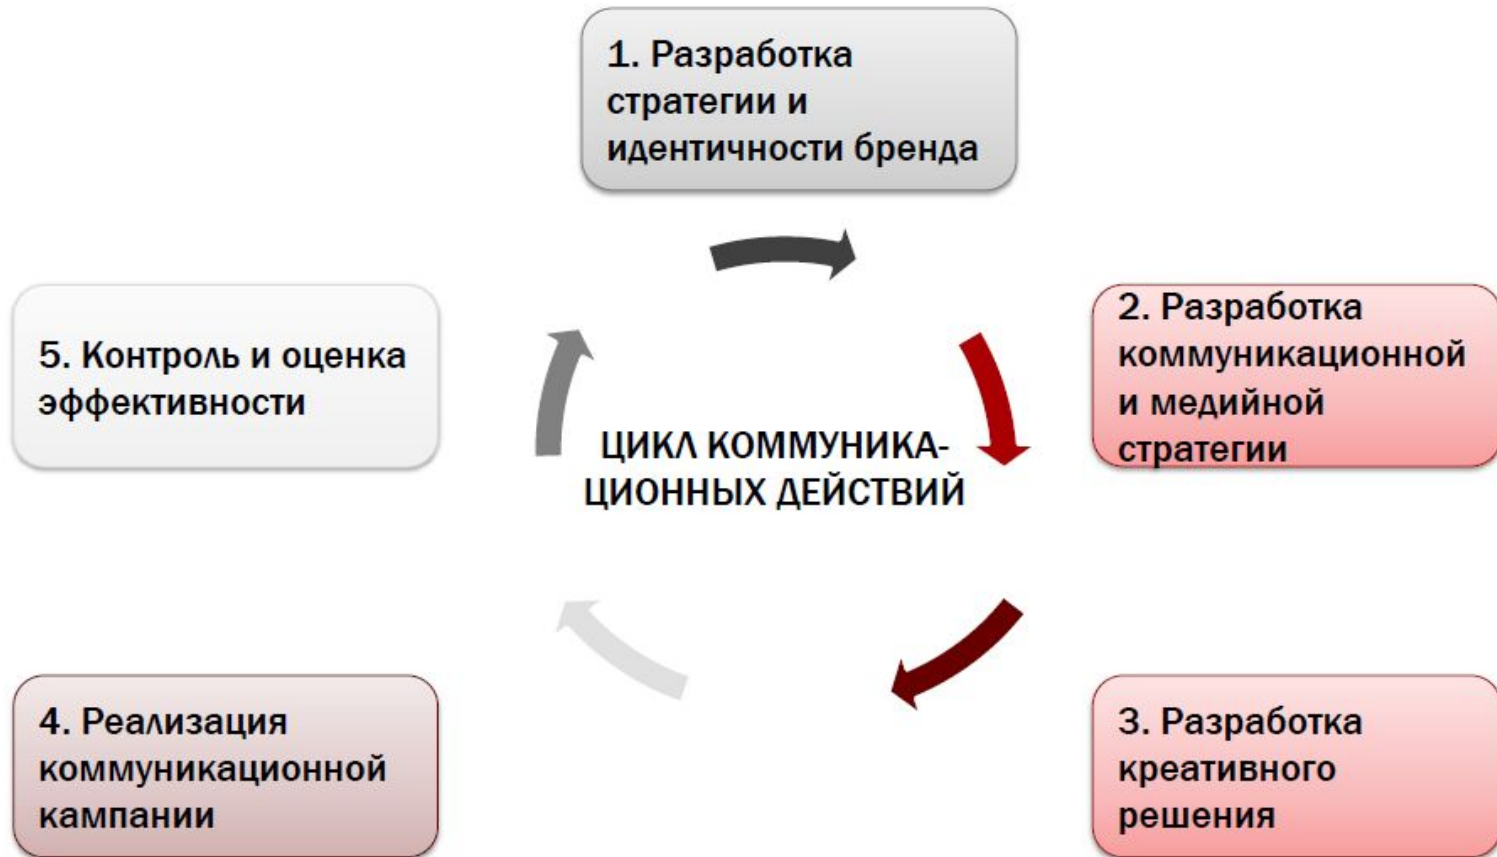 1. Разработка
стратегии и
идентичности бренда
2. Разработка
коммуникационной
и медийной
стратегии
3. Разработка
креативного
решения
4. Реализация
коммуникационной
кампании
5. Контроль и оценка
эффективности
ЦИКЛ КОММУНИКА-
ЦИОННЫХ ДЕЙСТВИЙ